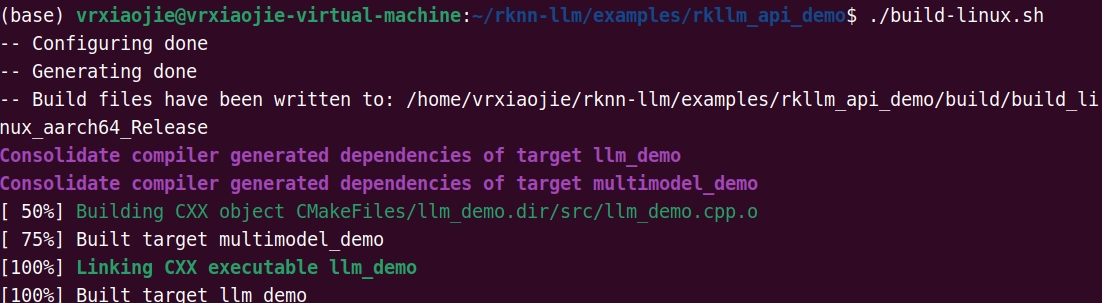 (base) vrxiaojie@vrxiaojie-virtual-machine:~/rknn-llm/examples/rkllm_api_demo$ ./build-linux.sh
-- Configuring done
-- Generating done
-- Build files have been written to: /home/vrxiaojie/rknn-llm/examples/rkllm_api_demo/build/build_li
nux_aarch64_Release
Consolidate compiler generated dependencies of target llm_demo
Consolidate compiler generated dependencies of target multimodel_demo
[ 50%] Building CXX object CMakeFiles/llm_demo.dir/src/llm_demo.cpp.o
[ 75%] Built target multimodel_demo
[100%] Linking CXX executable llm_demo
[100%] Built target llm_demo